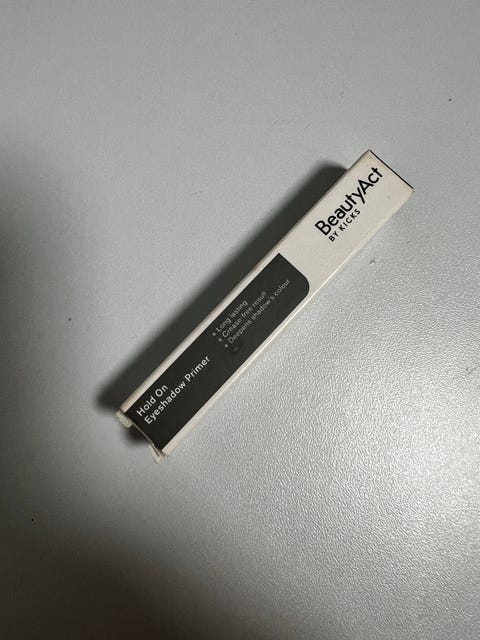 BeautyAct
BY KICKS
+ Long lasting
+ Crease-free result
+ Deepens shadow's colour
Hold On
Eyeshadow Primer